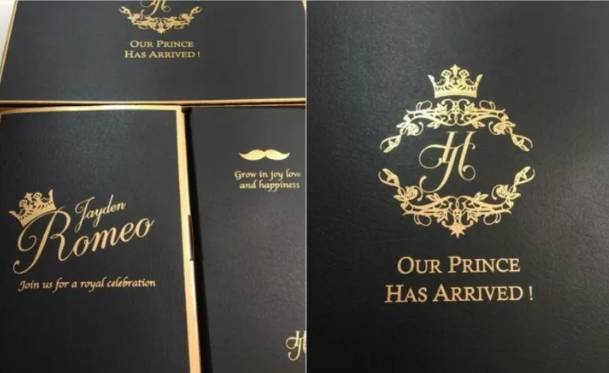 OUR PRINCE
HAS ARRIVED !
Jayden
Romeo
Join us for a royal celebration
Grow in joy love
and happiness
OUR PRINCE
HAS ARRIVED !